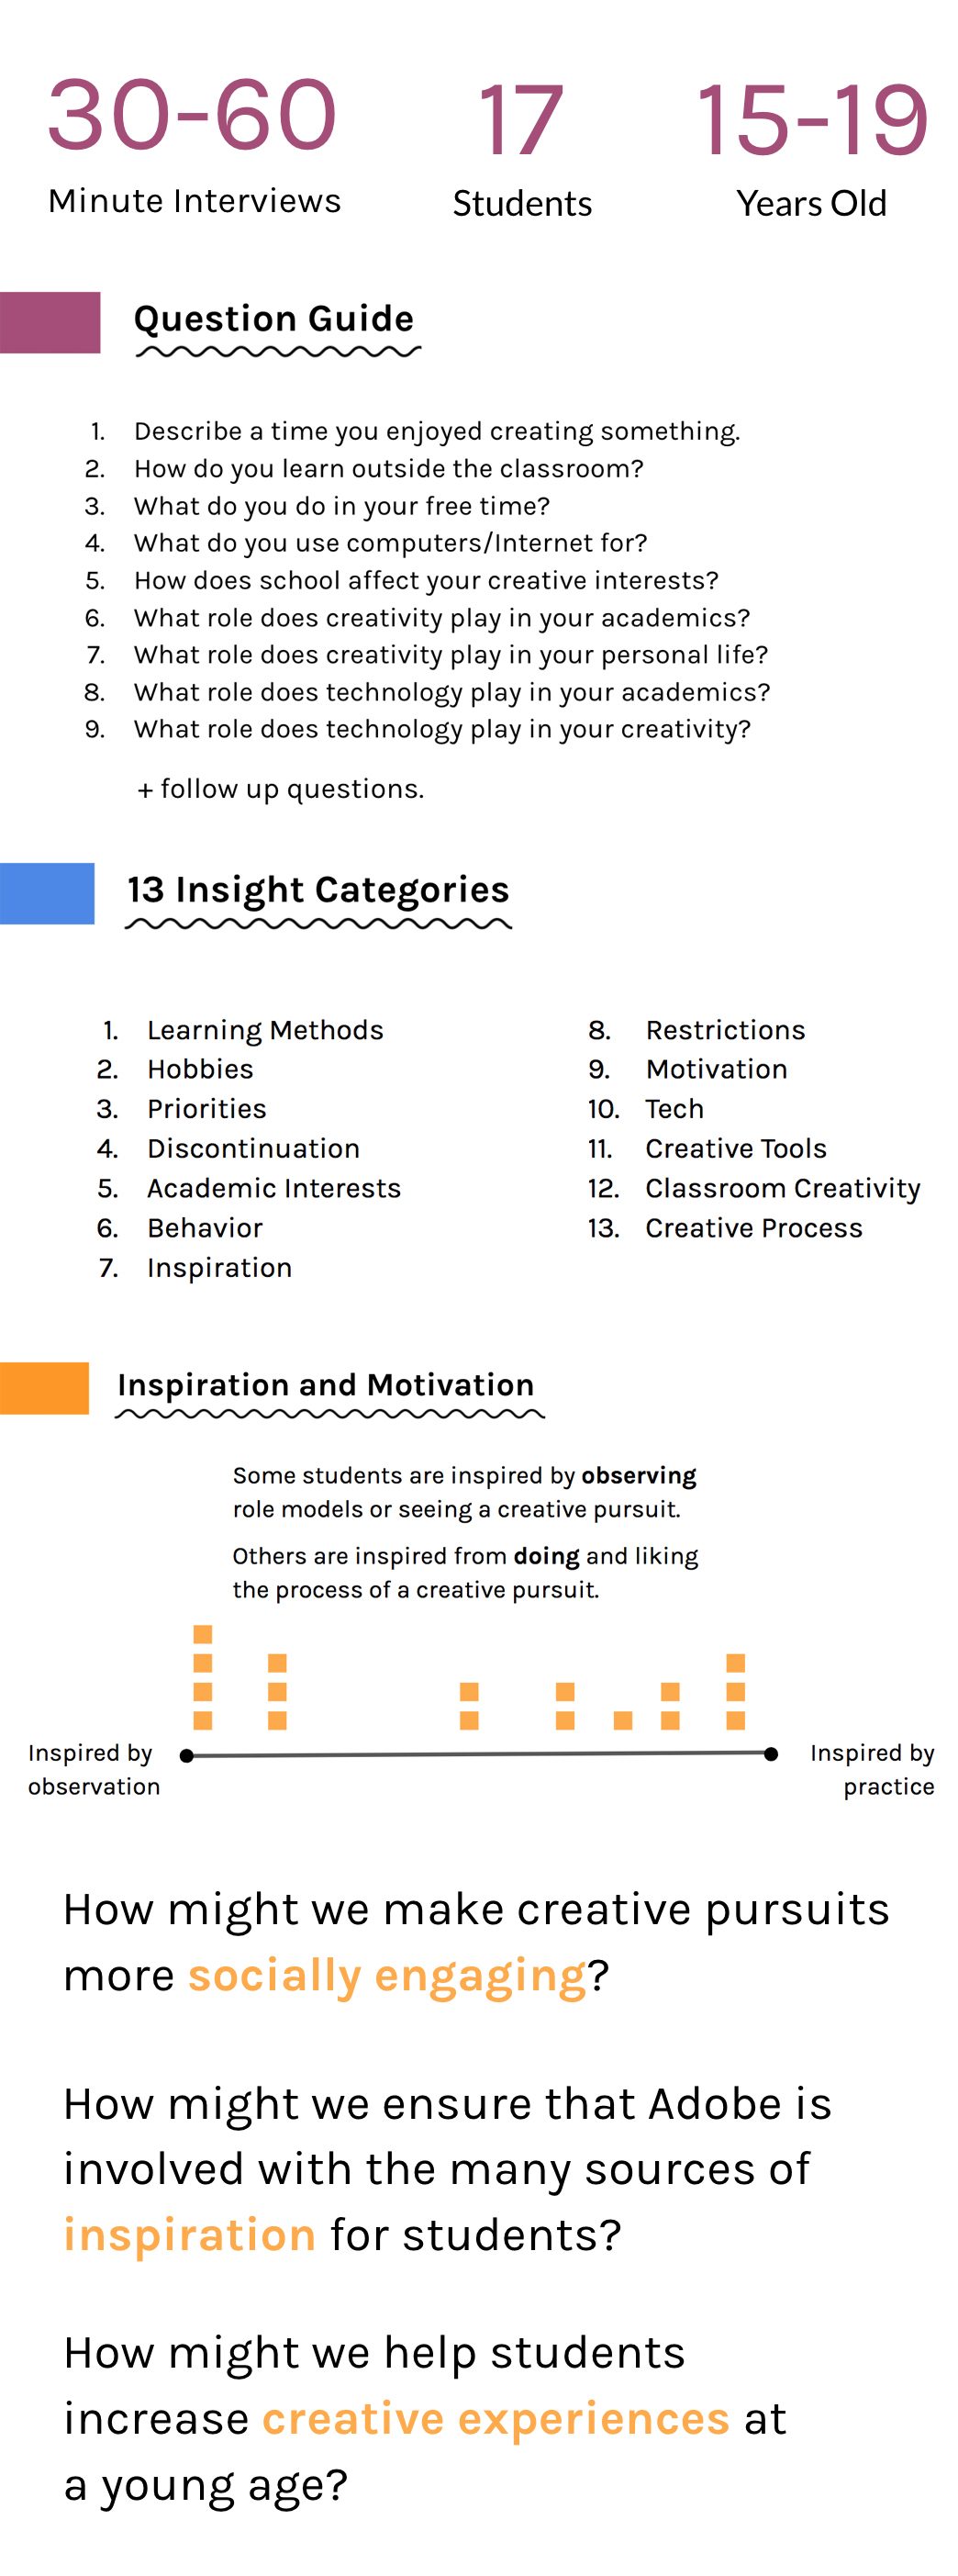 30-60 17 15-19
Minute Interviews Students Years Old
Question Guide
1. Describe a time you enjoyed creating something.
2. How do you learn outside the classroom?
3. What do you do in your free time?
4. What do you use computers/Internet for?
5. How does school affect your creative interests?
6. What role does creativity play in your academics?
7. What role does creativity play in your personal life?
8. What role does technology play in your academics?
9. What role does technology play in your creativity?
+ follow up questions.
13 Insight Categories
1. Learning Methods
2. Hobbies
3. Priorities
4. Discontinuation
5. Academic Interests
6. Behavior
7. Inspiration
8. Restrictions
9. Motivation
10. Tech
11. Creative Tools
12. Classroom Creativity
13. Creative Process
Inspiration and Motivation
Some students are inspired by observing
role models or seeing a creative pursuit.
Others are inspired from doing and liking
the process of a creative pursuit.
Inspired by
observation
Inspired by
practice
How might we make creative pursuits
more socially engaging?
How might we ensure that Adobe is
involved with the many sources of
inspiration for students?
How might we help students
increase creative experiences at
a young age?